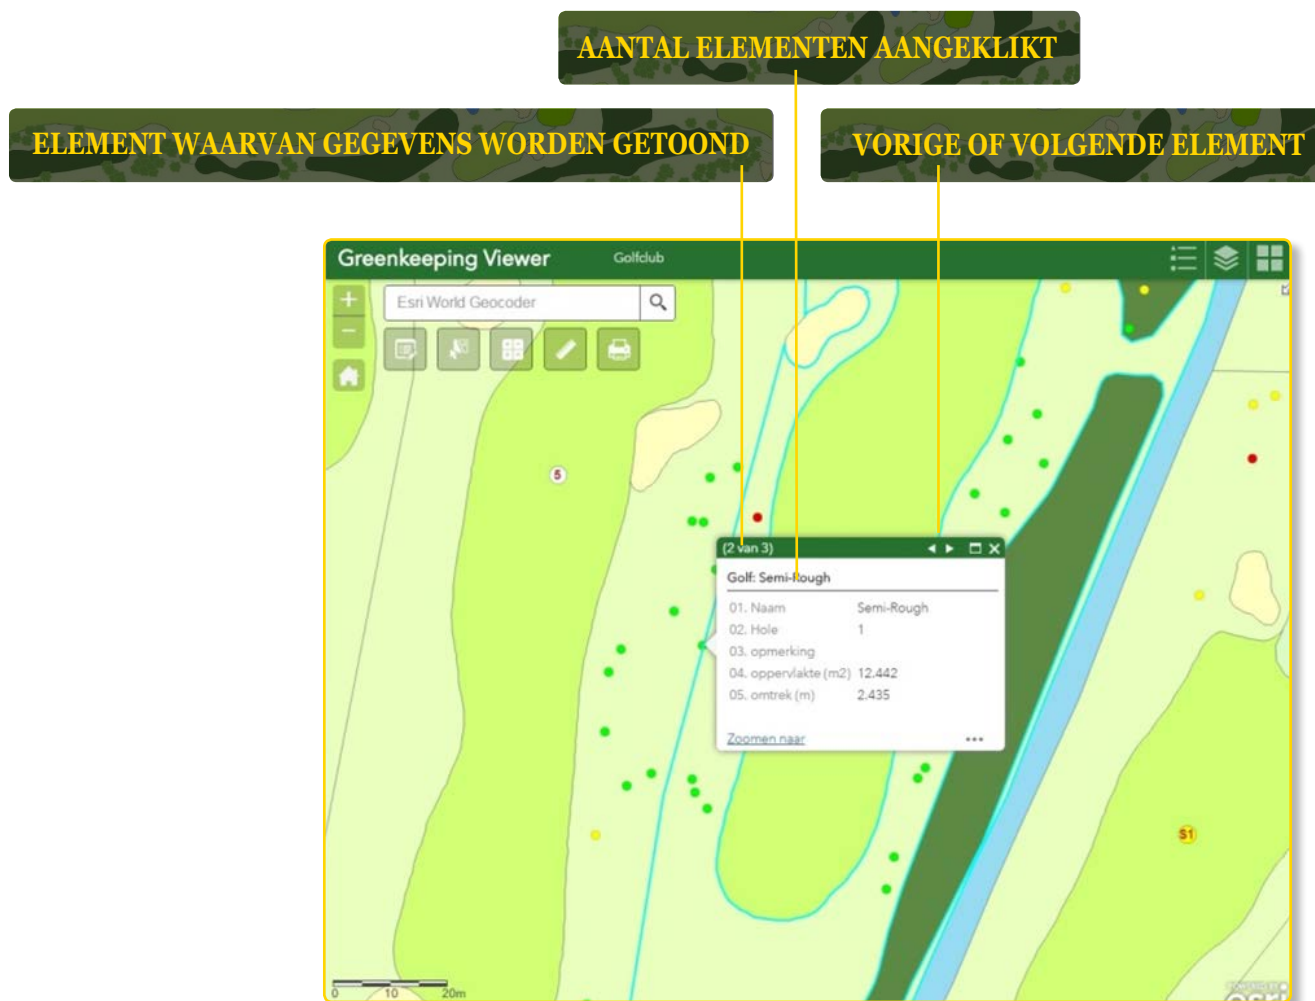 AANTAL ELEMENTEN AANGEKLIKT
ELEMENT WAARVAN GEGEVENS WORDEN GETOOND
VORIGE OF VOLGENDE ELEMENT
Greenkeeping Viewer
Golfclub
+
Esri World Geocoder
−
5
(2 van 3)
Golf: Semi-Rough
01. Naam Semi-Rough
02. Hole 1
03. opmerking
04. oppervlakte (m2) 12.442
05. omtrek (m) 2.435
Zoomen naar
•••
S1
0 10 20m
esri